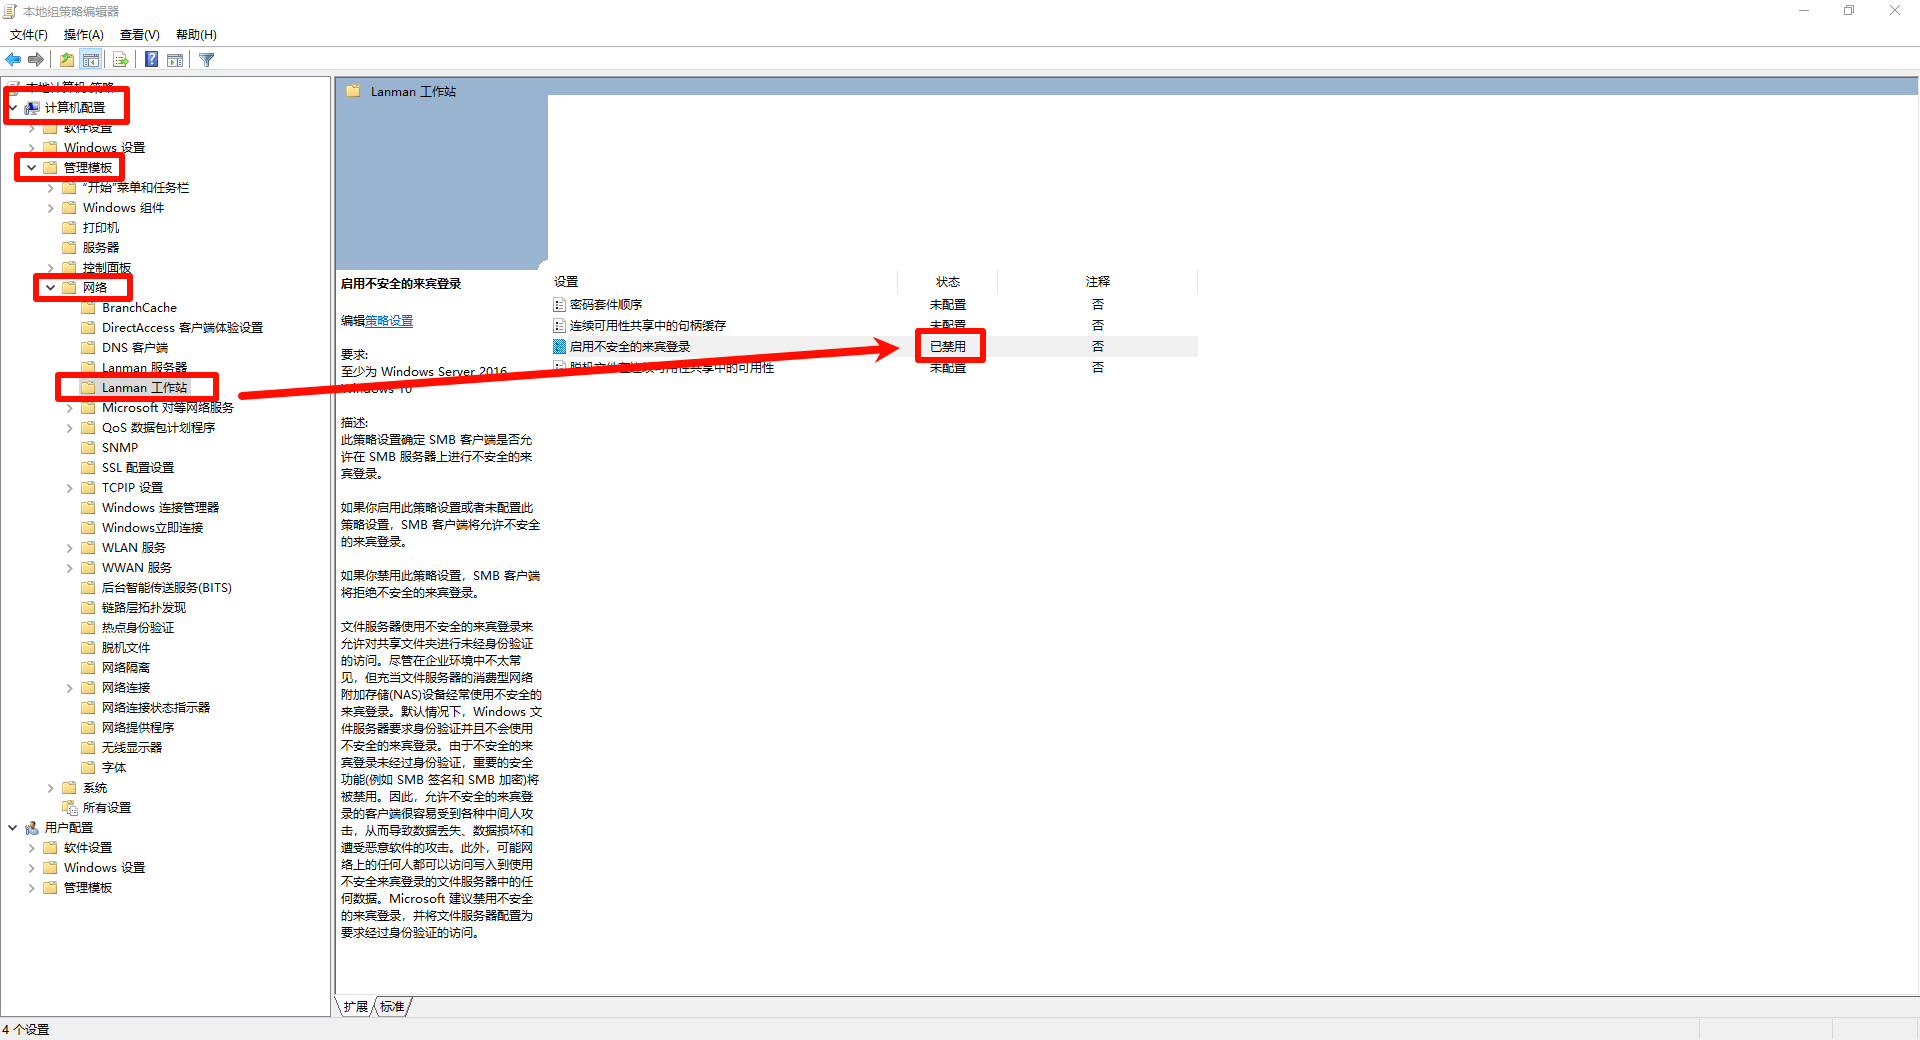 本地组策略编辑器
文件(F) 操作(A) 查看(V) 帮助(H)
本地计算机 策略
计算机配置
软件设置
Windows 设置
管理模板
"开始"菜单和任务栏
Windows 组件
打印机
服务器
控制面板
网络
BranchCache
DirectAccess 客户端体验设置
DNS 客户端
Lanman 服务器
Lanman 工作站
Microsoft 对等网络服务
QoS 数据包计划程序
SNMP
SSL 配置设置
TCPIP 设置
Windows 连接管理器
Windows立即连接
WLAN 服务
WWAN 服务
后台智能传送服务(BITS)
链路层拓扑发现
热点身份验证
脱机文件
网络隔离
网络连接
网络连接状态指示器
网络提供程序
无线显示器
字体
系统
所有设置
用户配置
软件设置
Windows 设置
管理模板
Lanman 工作站
启用不安全的来宾登录
编辑策略设置
要求:
至少为 Windows Server 2016
Windows 10
描述:
此策略设置确定 SMB 客户端是否允
许在 SMB 服务器上进行不安全的来
宾登录。
如果你启用此策略设置或者未配置此
策略设置，SMB 客户端将允许不安全
的来宾登录。
如果你禁用此策略设置，SMB 客户端
将拒绝不安全的来宾登录。
文件服务器使用不安全的来宾登录来
允许对共享文件夹进行未经身份验证
的访问。尽管在企业环境中不太常
见，但充当文件服务器的消费型网络
附加存储(NAS)设备经常使用不安全的
来宾登录。默认情况下，Windows 文
件服务器要求身份验证并且不会使用
不安全的来宾登录。由于不安全的来
宾登录未经过身份验证，重要的安全
功能(例如 SMB 签名和 SMB 加密)将
被禁用。因此，允许不安全的来宾登
录的客户端很容易受到各种中间人攻
击，从而导致数据丢失、数据损坏和
遭受恶意软件的攻击。此外，可能网
络上的任何人都可以访问写入到使用
不安全来宾登录的文件服务器中的任
何数据。Microsoft 建议禁用不安全
的来宾登录，并将文件服务器配置为
要求经过身份验证的访问。
设置 状态 注释
密码套件顺序 未配置 否
连续可用性共享中的句柄缓存 未配置 否
启用不安全的来宾登录 已禁用 否
脱机文件在连续可用性共享中的可用性 未配置 否
扩展 标准
4 个设置